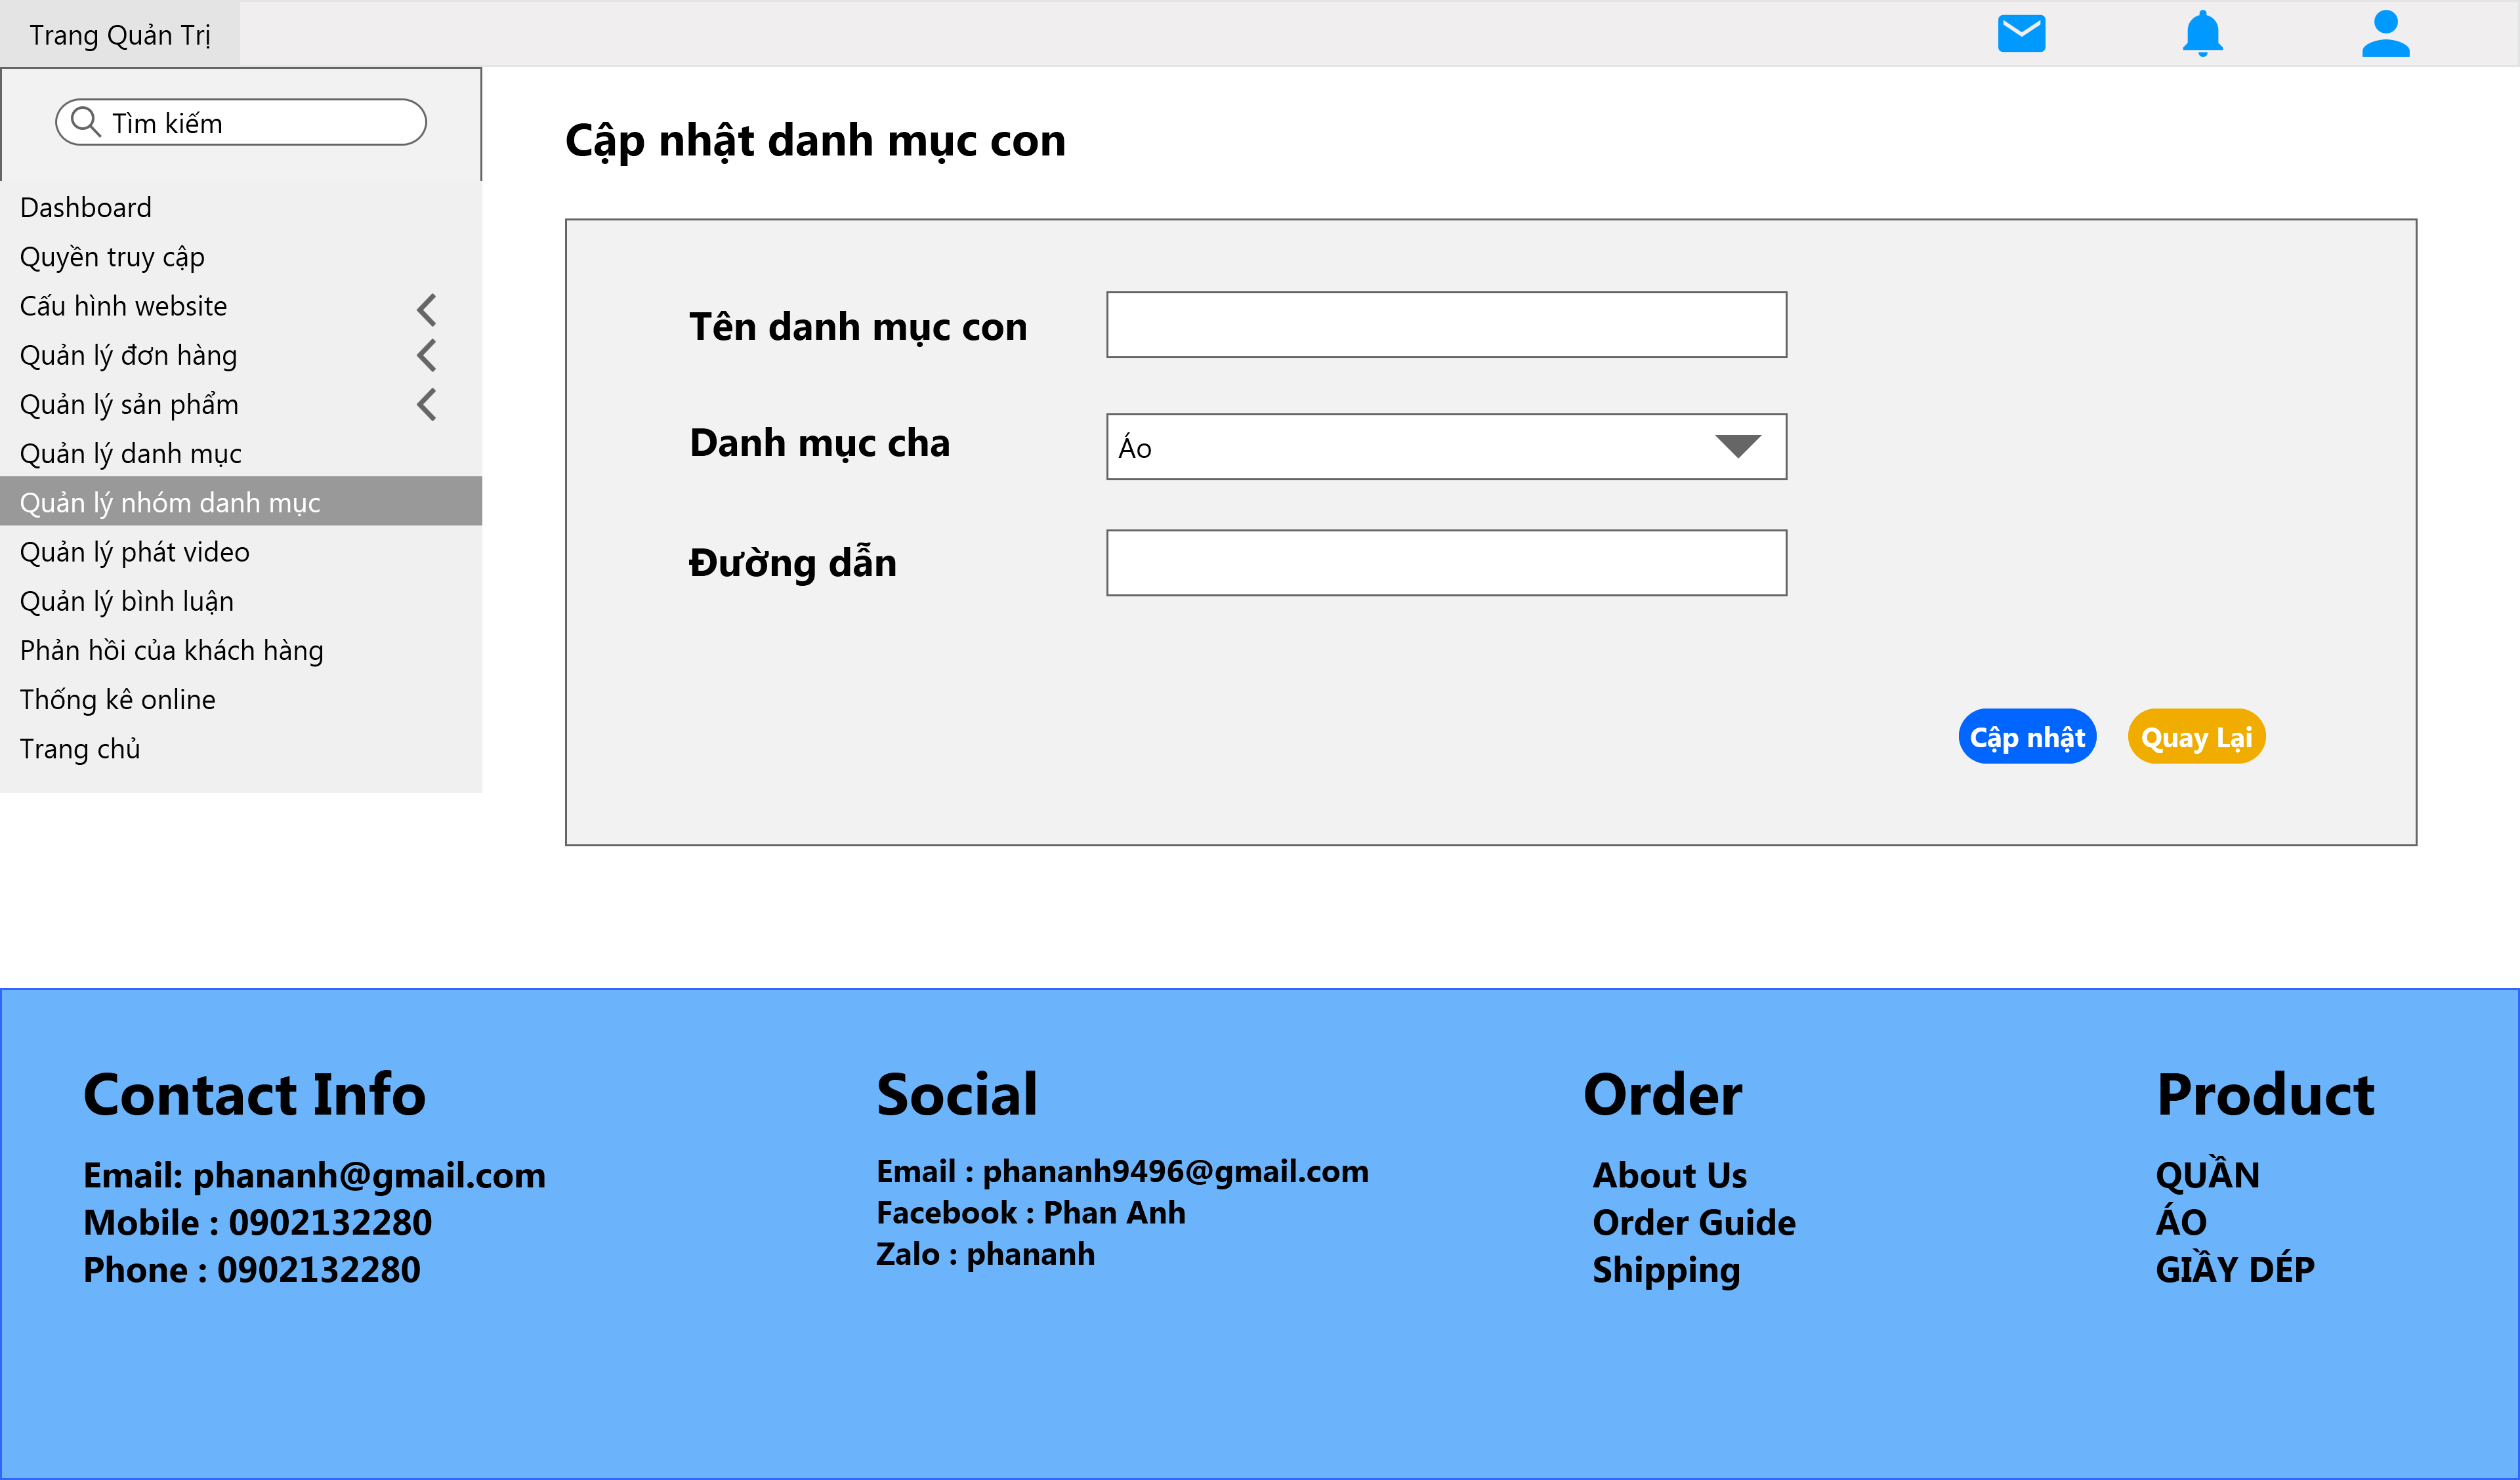 Trang Quản Trị
Tìm kiếm
Dashboard
Quyền truy cập
Cấu hình website
Quản lý đơn hàng
Quản lý sản phẩm
Quản lý danh mục
Quản lý nhóm danh mục
Quản lý phát video
Quản lý bình luận
Phản hồi của khách hàng
Thống kê online
Trang chủ
Cập nhật danh mục con
Tên danh mục con
Danh mục cha
Áo
Đường dẫn
Cập nhật
Quay Lại
Contact Info
Email: phananh@gmail.com
Mobile : 0902132280
Phone : 0902132280
Social
Email : phananh9496@gmail.com
Facebook : Phan Anh
Zalo : phananh
Order
About Us
Order Guide
Shipping
Product
QUẦN
ÁO
GIẦY DÉP